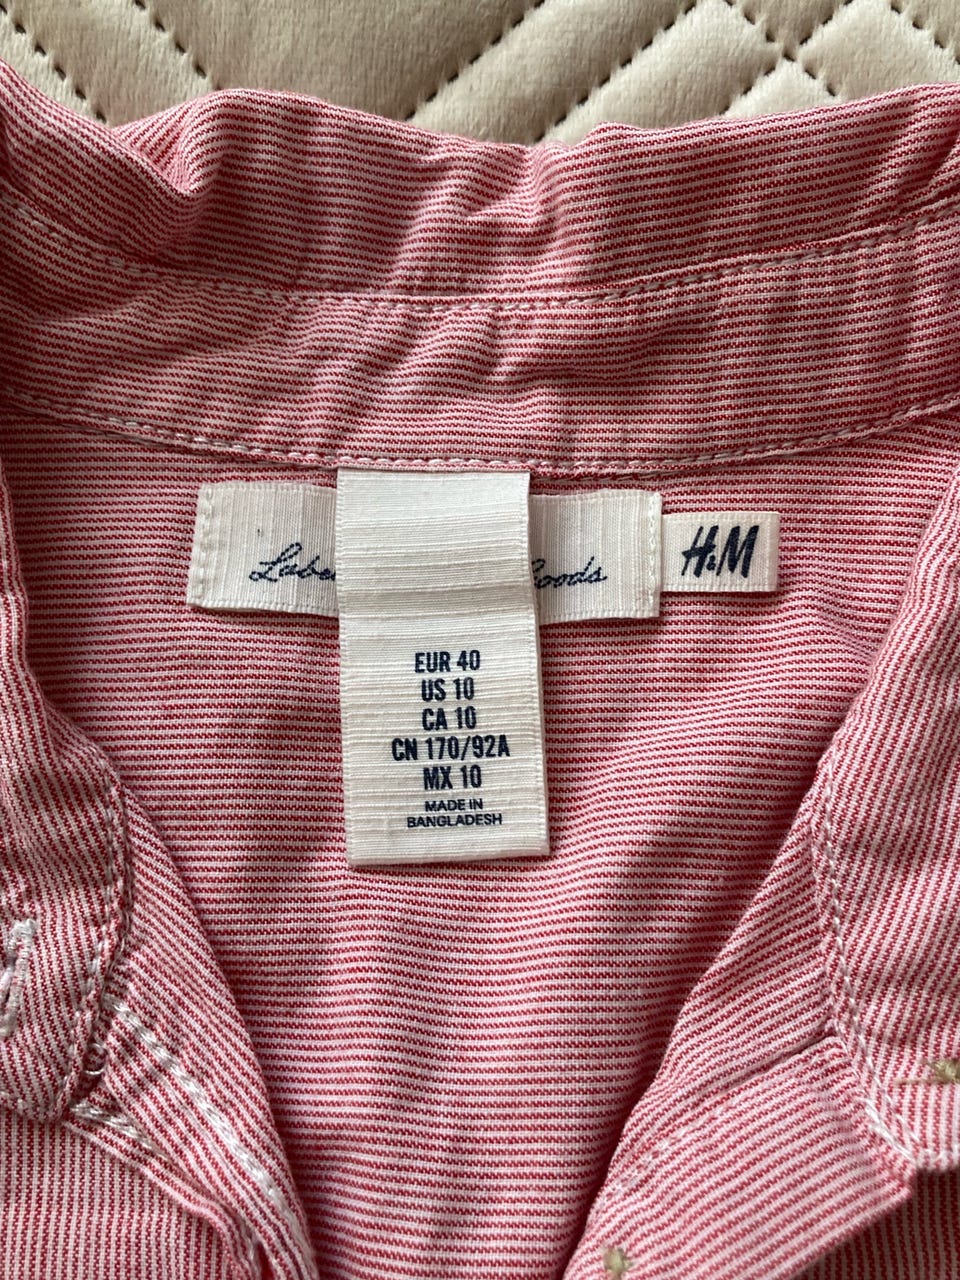 H&M
EUR 40
US 10
CA 10
CN 170/92A
MX 10
MADE IN
BANGLADESH